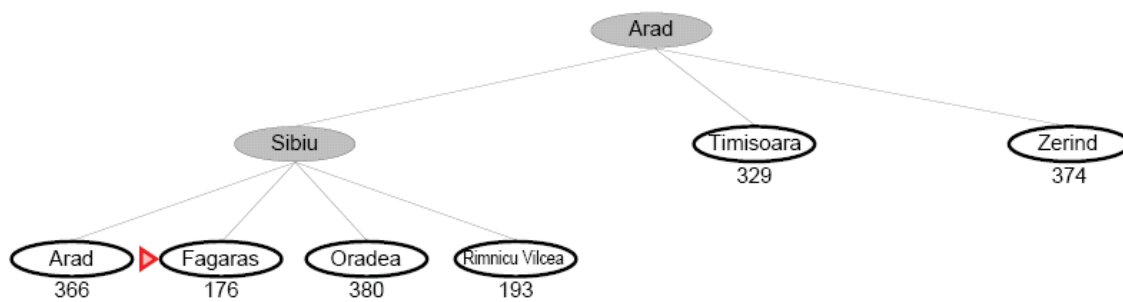 Arad
Sibiu
Timisoara
Zerind
329
374
Arad
Fagaras
Oradea
Rimnicu Vilcea
366
176
380
193